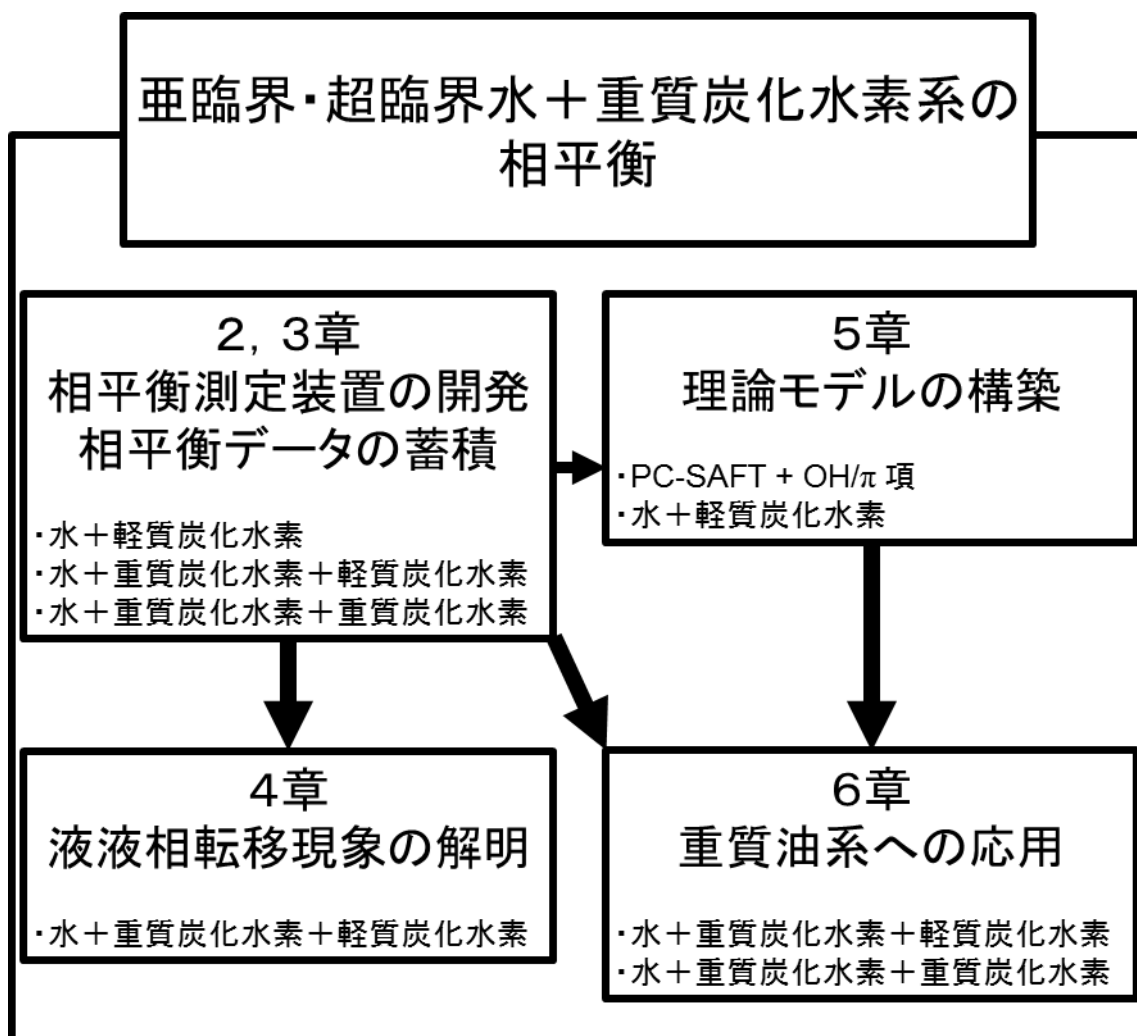 亜臨界・超臨界水＋重質炭化水素系の
相平衡
２，３章
相平衡測定装置の開発
相平衡データの蓄積
・水＋軽質炭化水素
・水＋重質炭化水素＋軽質炭化水素
・水＋重質炭化水素＋重質炭化水素
５章
理論モデルの構築
・PC-SAFT + OH/π 項
・水＋軽質炭化水素
４章
液液相転移現象の解明
・水＋重質炭化水素＋軽質炭化水素
６章
重質油系への応用
・水＋重質炭化水素＋軽質炭化水素
・水＋重質炭化水素＋重質炭化水素